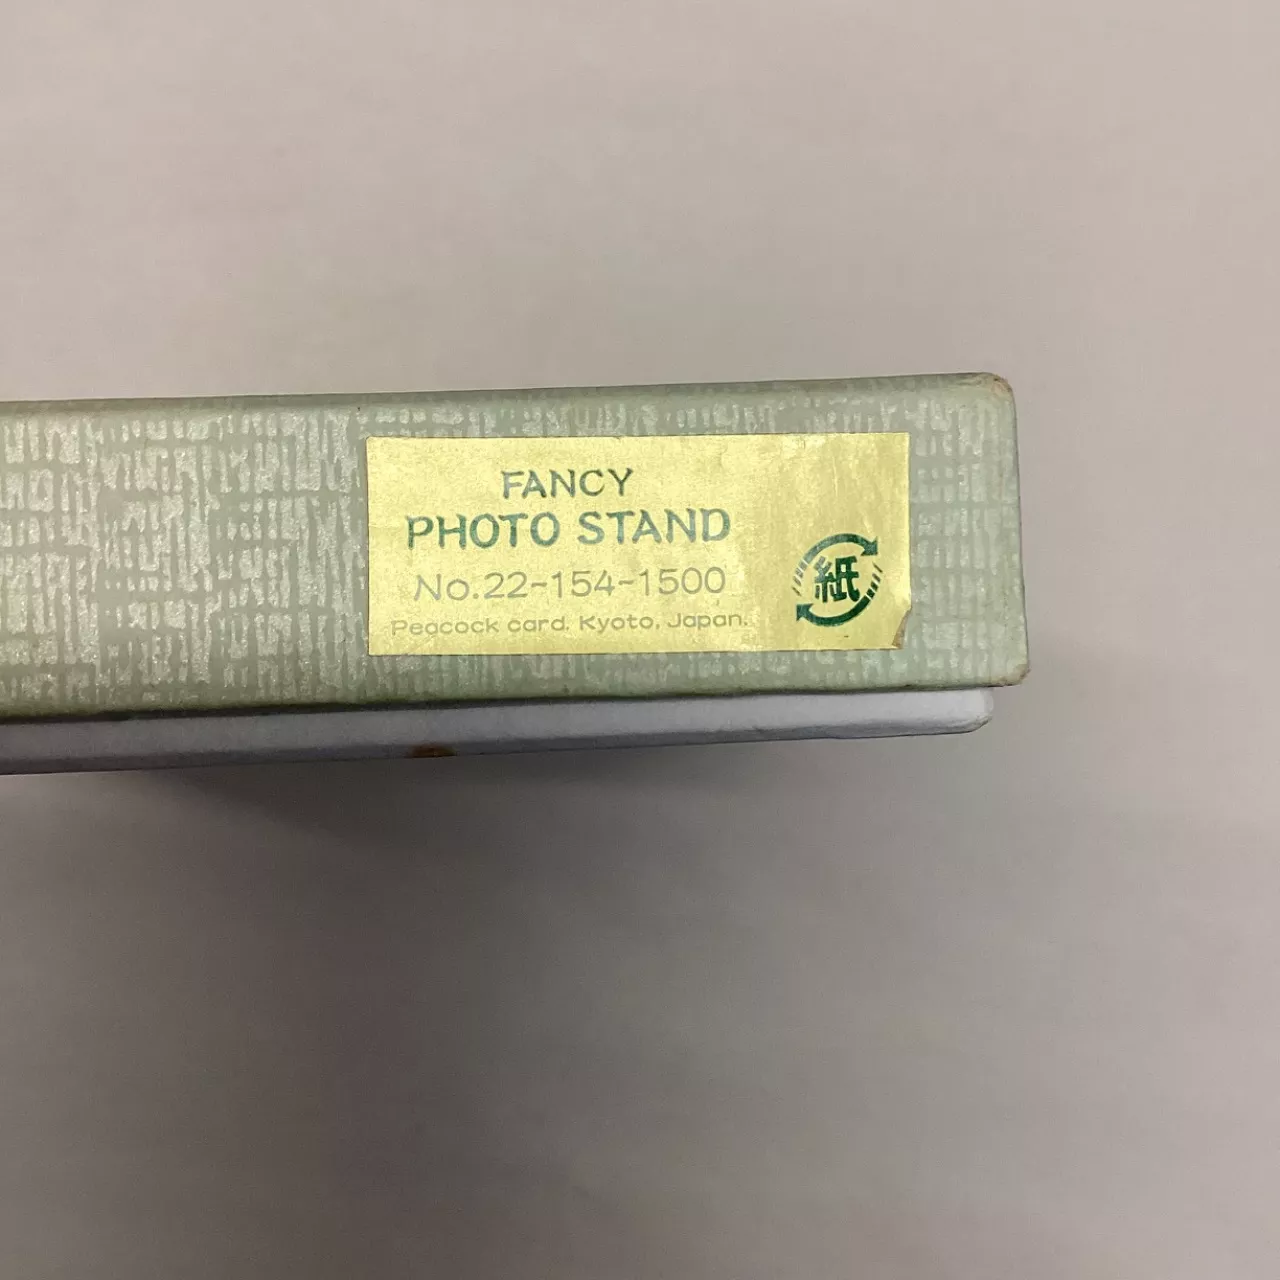 FANCY
PHOTO STAND
No.22-154-1500
Peacock card. Kyoto, Japan.
紙